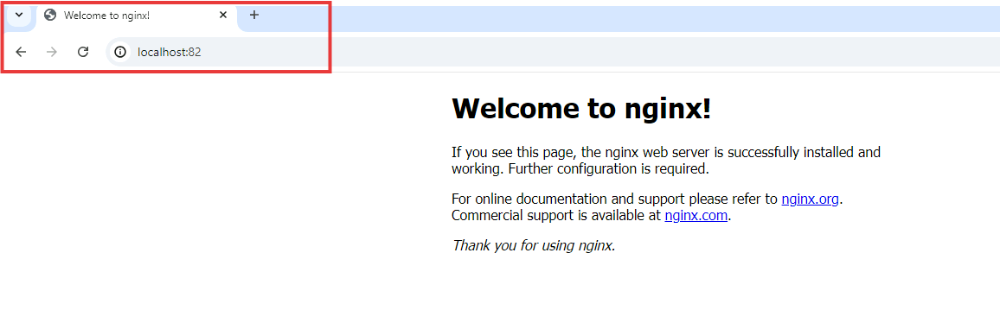 Welcome to nginx!
localhost:82
Welcome to nginx!
If you see this page, the nginx web server is successfully installed and
working. Further configuration is required.
For online documentation and support please refer to nginx.org.
Commercial support is available at nginx.com.
Thank you for using nginx.